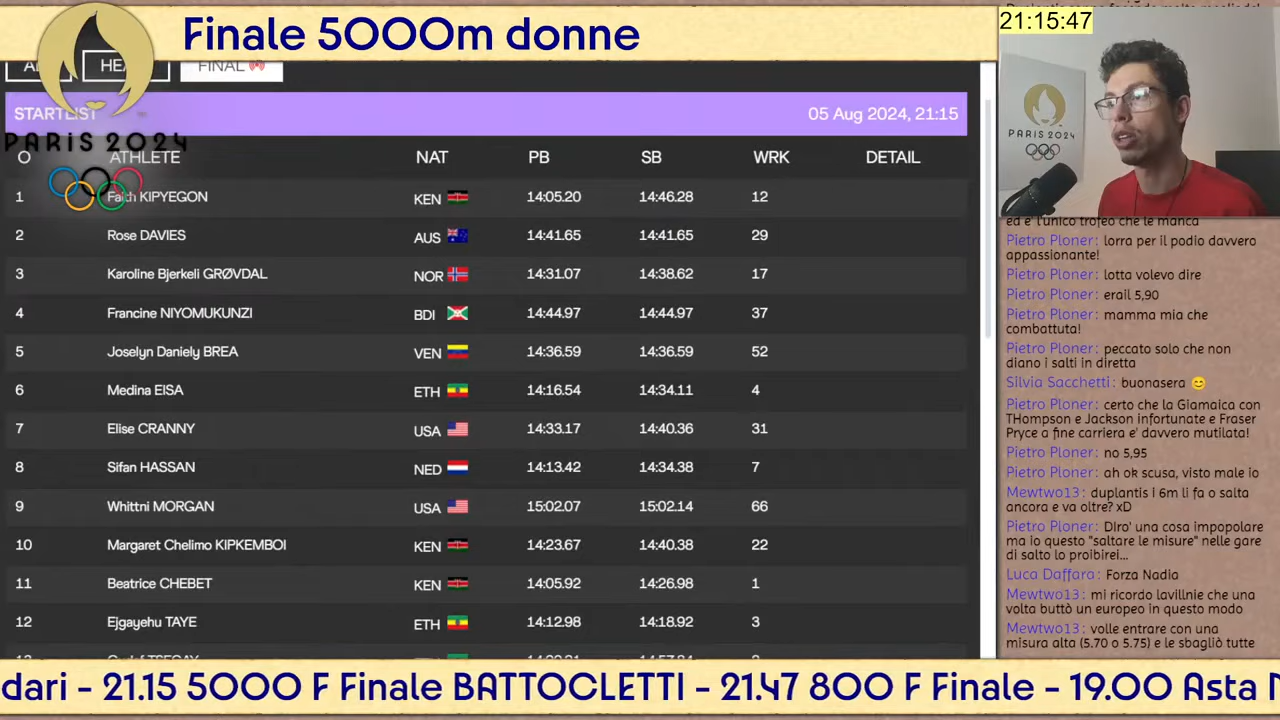 Finale 5000m donne
21:15:47
FINAL
STARTLIST 05 Aug 2024, 21:15
PARIS 2024
PARIS 2024
O ATHLETE NAT PB SB WRK DETAIL
1 Faith KIPYEGON KEN 14:05.20 14:46.28 12
2 Rose DAVIES AUS 14:41.65 14:41.65 29
3 Karoline Bjerkeli GRØVDAL NOR 14:31.07 14:38.62 17
4 Francine NIYOMUKUNZI BDI 14:44.97 14:44.97 37
5 Joselyn Daniely BREA VEN 14:36.59 14:36.59 52
6 Medina EISA ETH 14:16.54 14:34.11 4
7 Elise CRANNY USA 14:33.17 14:40.36 31
8 Sifan HASSAN NED 14:13.42 14:34.38 7
9 Whittni MORGAN USA 15:02.07 15:02.14 66
10 Margaret Chelimo KIPKEMBOI KEN 14:23.67 14:40.38 22
11 Beatrice CHEBET KEN 14:05.92 14:26.98 1
12 Ejgayehu TAYE ETH 14:12.98 14:18.92 3
ed e' l'unico trofeo che le manca
Pietro Ploner: lorra per il podio davvero
appassionante!
Pietro Ploner: lotta volevo dire
Pietro Ploner: erail 5,90
Pietro Ploner: mamma mia che
combattuta!
Pietro Ploner: peccato solo che non
diano i salti in diretta
Silvia Sacchetti: buonasera 😊
Pietro Ploner: certo che la Giamaica con
THompson e Jackson infortunate e Fraser
Pryce a fine carriera e' davvero mutilata!
Pietro Ploner: no 5,95
Pietro Ploner: ah ok scusa, visto male io
Mewtwo13: duplantis i 6m li fa o salta
ancora e va oltre? xD
Pietro Ploner: DIro' una cosa impopolare
ma io questo "saltare le misure" nelle gare
di salto lo proibirei...
Luca Daffara: Forza Nadia
Mewtwo13: mi ricordo lavillnie che una
volta buttò un europeo in questo modo
Mewtwo13: volle entrare con una
misura alta (5.70 o 5.75) e le sbagliò tutte
dari - 21.15 5000 F Finale BATTOCLETTI - 21.47 800 F Finale - 19.00 Asta